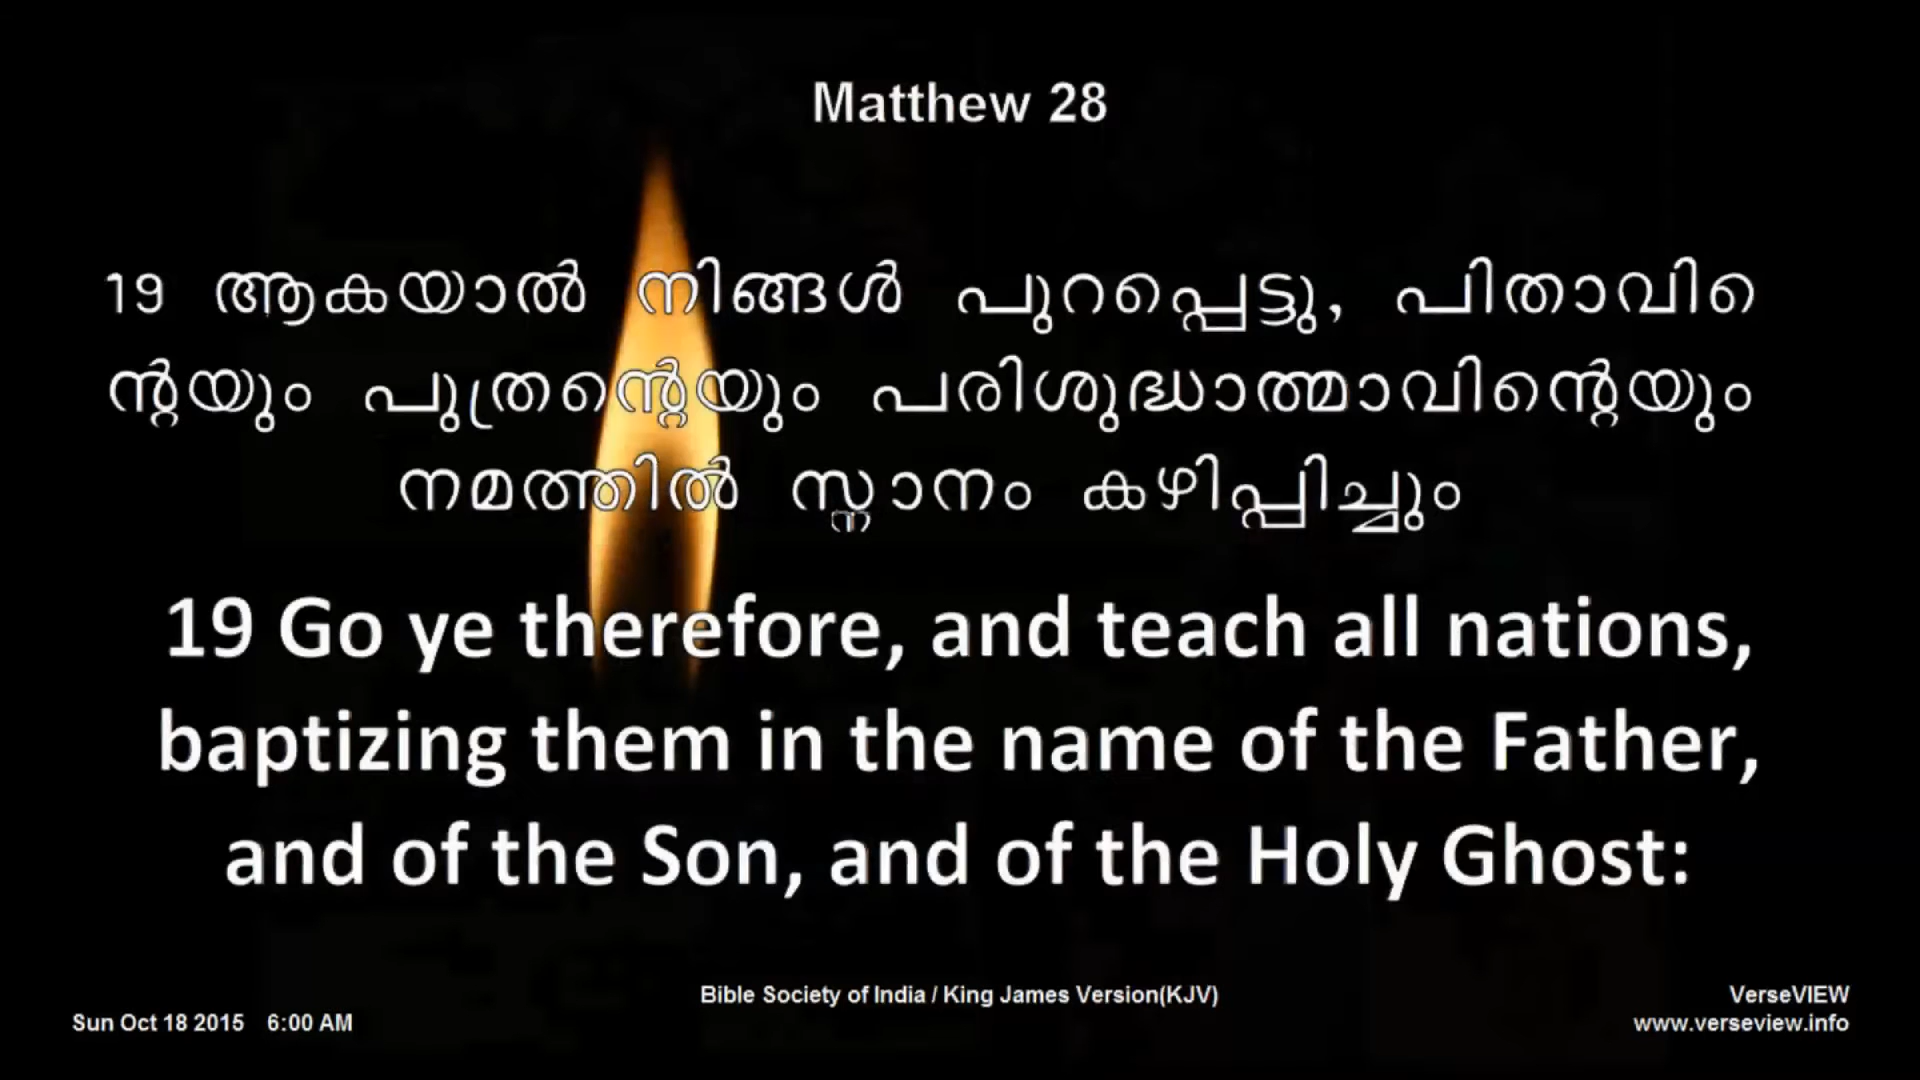 Matthew 28
19 ആകയാൽ നിങ്ങൾ പുറപ്പെട്ടു, പിതാവിെ
ന്റയും പുത്രന്റെയും പരിശുദ്ധാത്മാവിന്റെയും
നമത്തിൽ സ്നാനം കഴിപ്പിച്ചും
19 Go ye therefore, and teach all nations,
baptizing them in the name of the Father,
and of the Son, and of the Holy Ghost:
Bible Society of India / King James Version(KJV)
VerseVIEW
Sun Oct 18 2015 6:00 AM
www.verseview.info